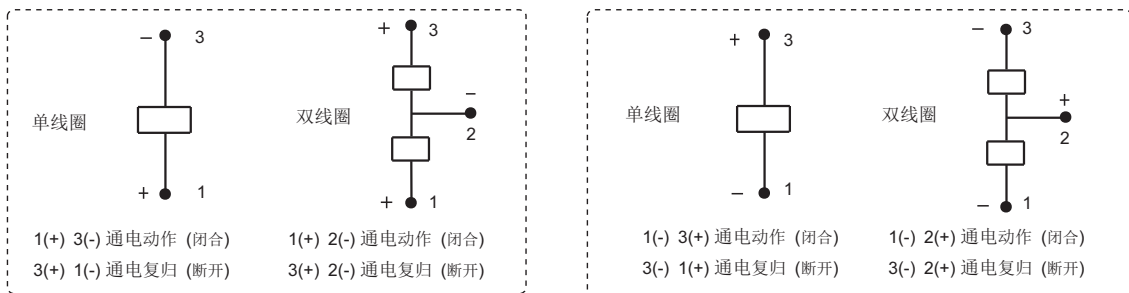 − 3
单线圈
+ 1
1(+) 3(-) 通电动作 (闭合)
3(+) 1(-) 通电复归 (断开)
+ 3
双线圈
−
2
+ 1
1(+) 2(-) 通电动作 (闭合)
3(+) 2(-) 通电复归 (断开)
+ 3
单线圈
− 1
1(-) 3(+) 通电动作 (闭合)
3(-) 1(+) 通电复归 (断开)
− 3
双线圈
+
2
− 1
1(-) 2(+) 通电动作 (闭合)
3(-) 2(+) 通电复归 (断开)